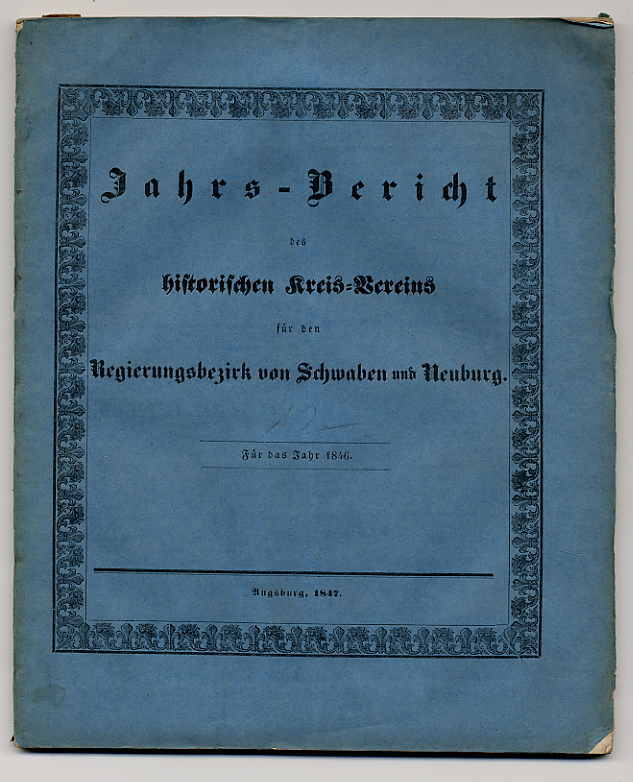 Jahrs-Bericht
des
historischen Kreis-Vereins
für den
Regierungsbezirk von Schwaben und Neuburg.
Für das Jahr 1846.
Augsburg, 1847.